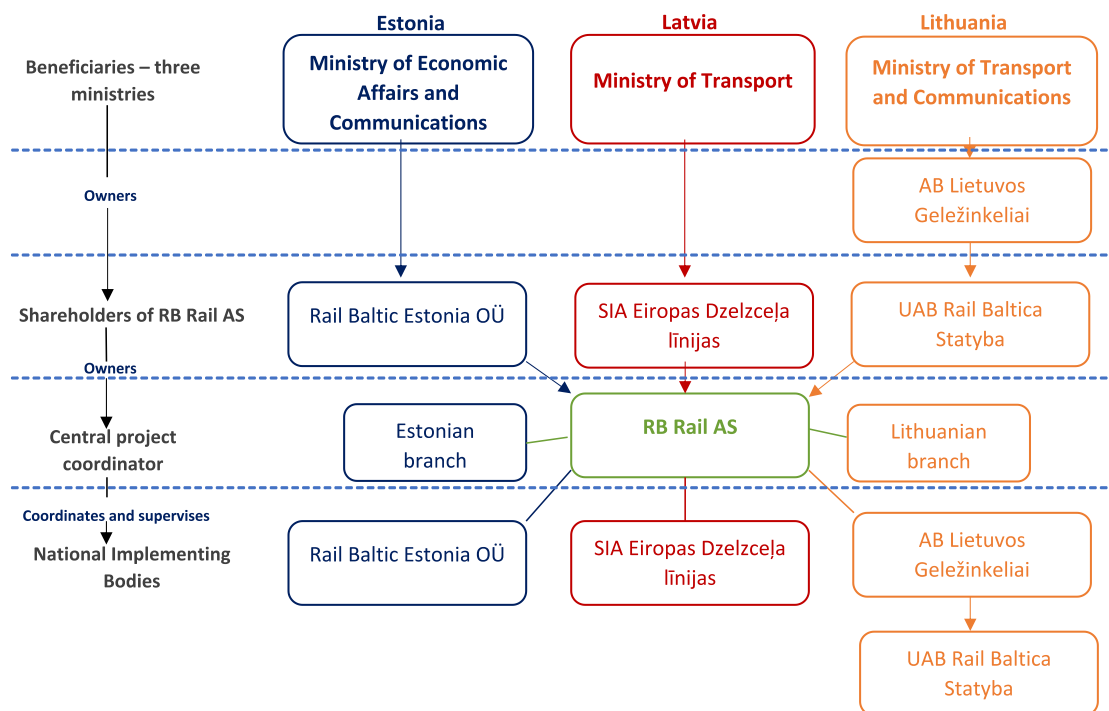 Estonia
Latvia
Lithuania
Beneficiaries – three
ministries
Ministry of Economic
Affairs and
Communications
Ministry of Transport
Ministry of Transport
and Communications
Owners
AB Lietuvos
Geležinkeliai
Shareholders of RB Rail AS
Rail Baltic Estonia OÜ
SIA Eiropas Dzelzceļa
līnijas
UAB Rail Baltica
Statyba
Owners
Central project
coordinator
Estonian
branch
RB Rail AS
Lithuanian
branch
Coordinates and supervises
National Implementing
Bodies
Rail Baltic Estonia OÜ
SIA Eiropas Dzelzceļa
līnijas
AB Lietuvos
Geležinkeliai
UAB Rail Baltica
Statyba